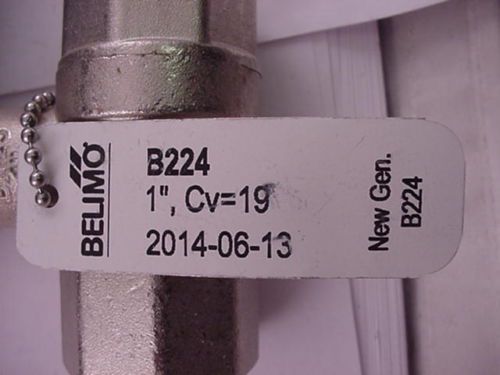 BELIMO
B224
1", Cv=19
2014-06-13
New Gen.
B224